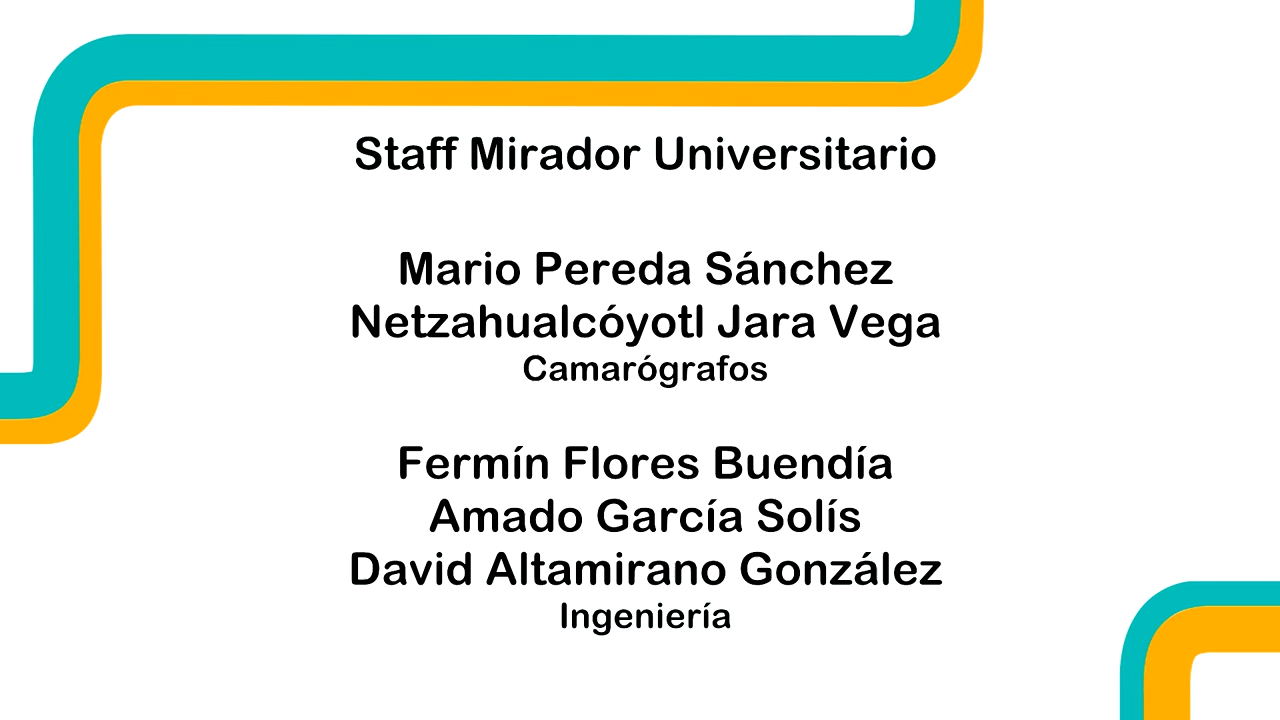 Staff Mirador Universitario
Mario Pereda Sánchez
Netzahualcóyotl Jara Vega
Camarógrafos
Fermín Flores Buendía
Amado García Solís
David Altamirano González
Ingeniería